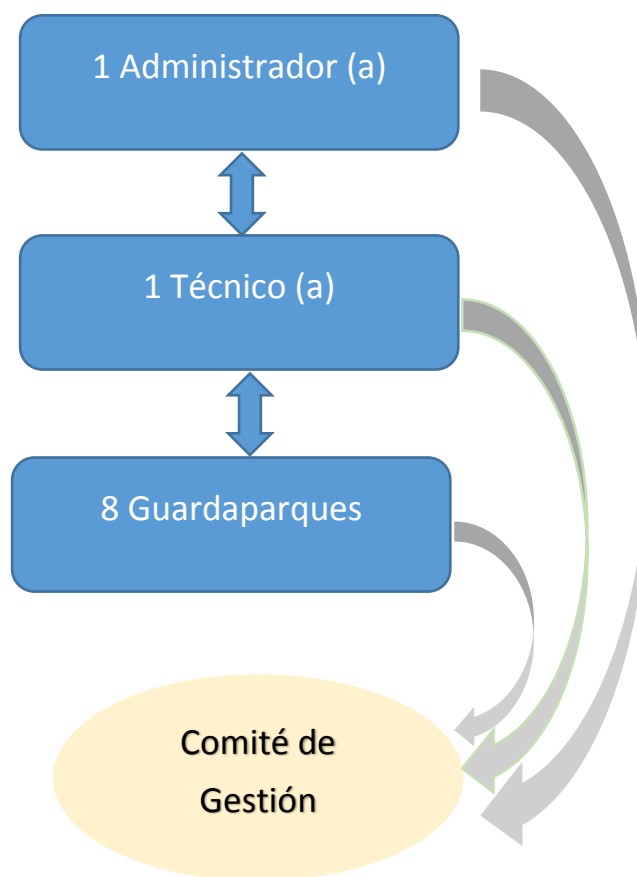 1 Administrador (a)
1 Técnico (a)
8 Guardaparques
Comité de
Gestión